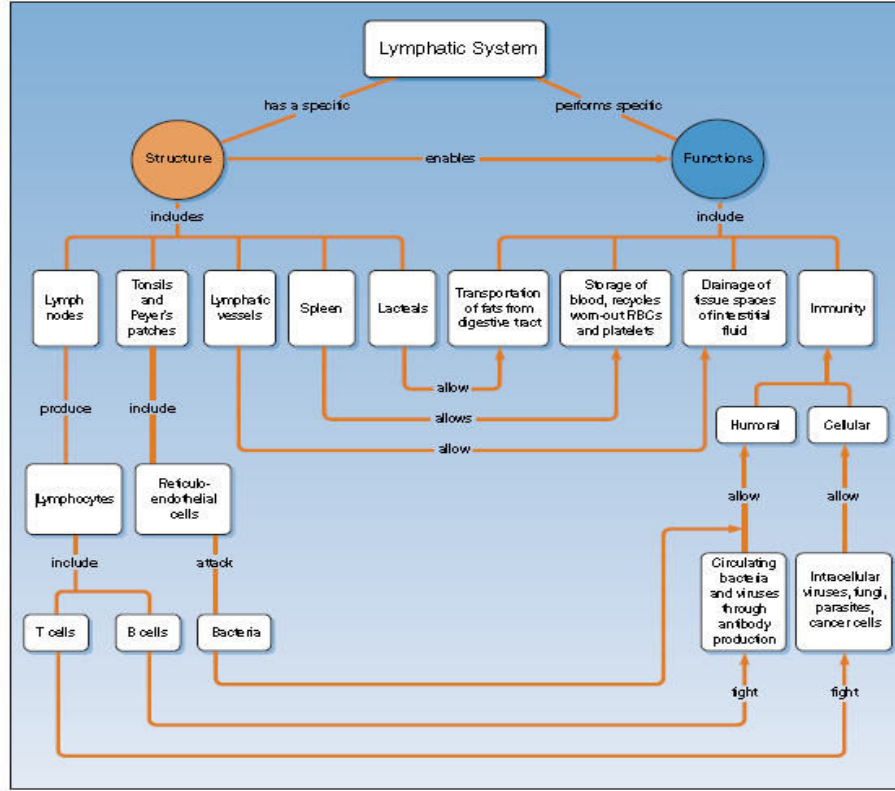 Lymphatic System
has a specific
performs specific
Structure
enables
Functions
includes
include
Lymph
nodes
Tonsils
and
Peyer's
patches
Lymphatic
vessels
Spleen
Lacteals
Transportation
of fats from
digestive tract
Storage of
blood, recycles
worn-out RBCs
and platelets
Drainage of
tissue spaces
of interstitial
fluid
Immunity
allow
produce
include
allows
Humoral
Cellular
allow
Lymphocytes
Reticulo-
endothelial
cells
allow
allow
include
attack
Circulating
bacteria
and viruses
through
antibody
production
Intracellular
viruses, fungi,
parasites,
cancer cells
T cells
B cells
Bacteria
fight
fight